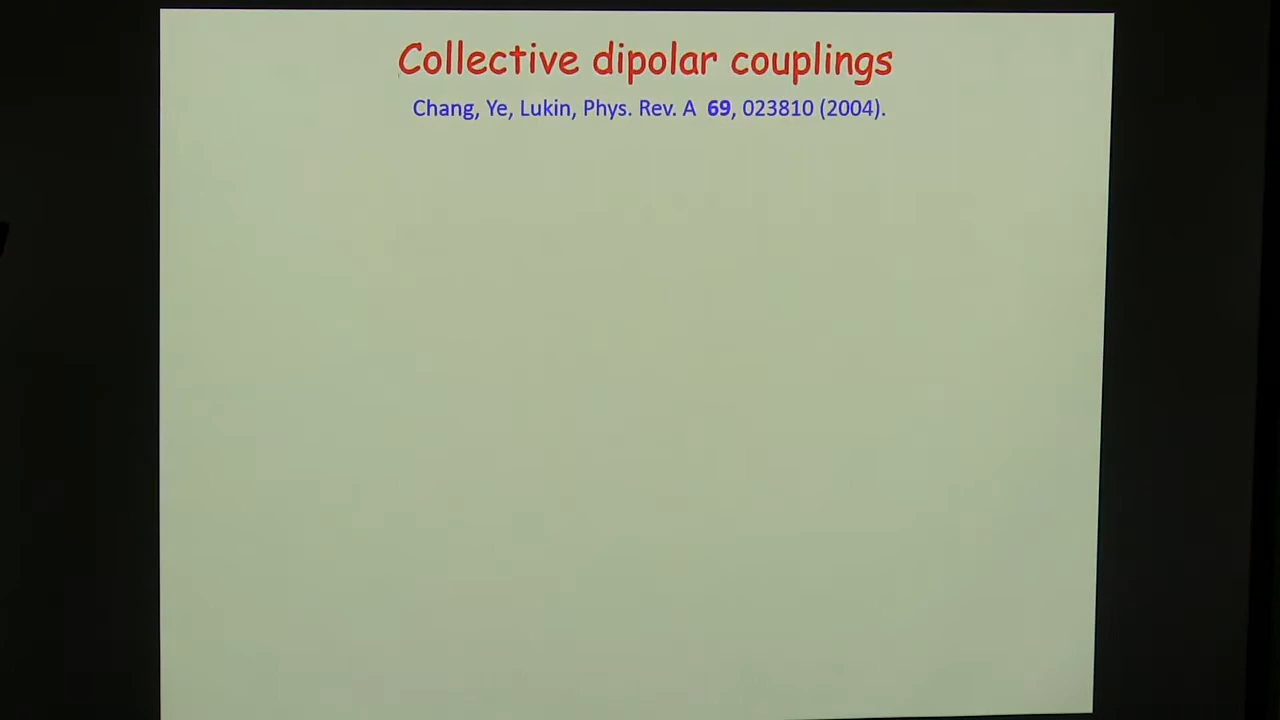 Collective dipolar couplings
Chang, Ye, Lukin, Phys. Rev. A 69, 023810 (2004).